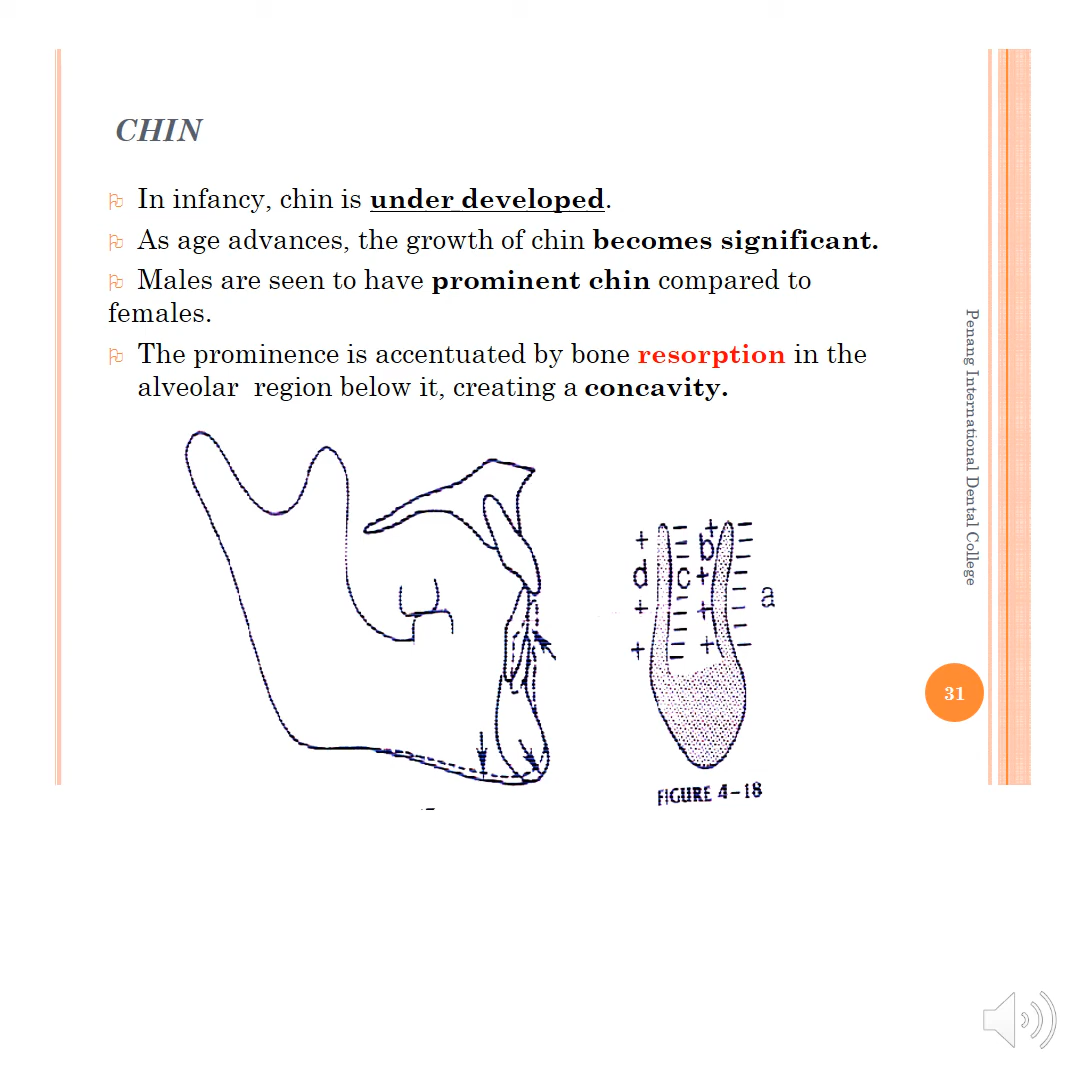 CHIN
In infancy, chin is under developed.
As age advances, the growth of chin becomes significant.
Males are seen to have prominent chin compared to
females.
The prominence is accentuated by bone resorption in the
alveolar region below it, creating a concavity.
Penang International Dental College
+ − + −
b
d c + a
+ − + −
+ − + −
31
FIGURE 4-18